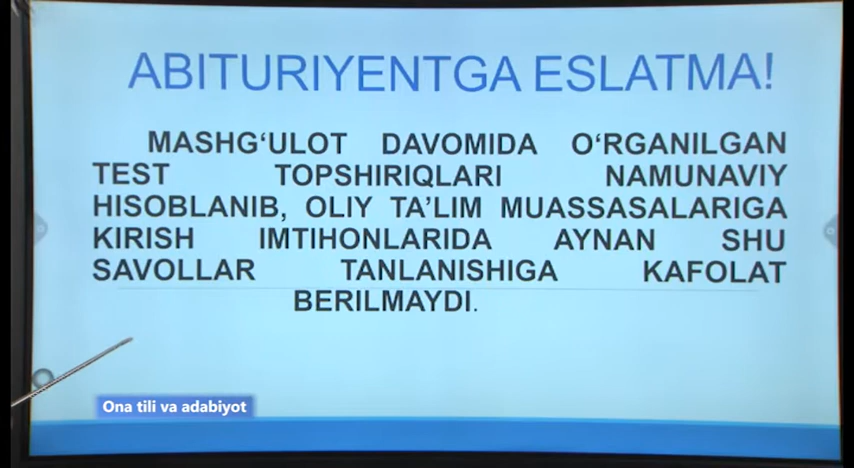 ABITURIYENTGA ESLATMA!
MASHG‘ULOT DAVOMIDA O‘RGANILGAN
TEST TOPSHIRIQLARI NAMUNAVIY
HISOBLANIB, OLIY TA’LIM MUASSASALARIGA
KIRISH IMTIHONLARIDA AYNAN SHU
SAVOLLAR TANLANISHIGA KAFOLAT
BERILMAYDI.
Ona tili va adabiyot